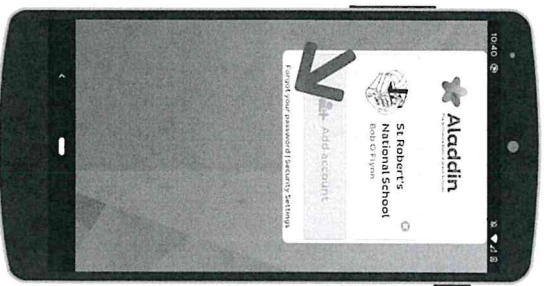 10:40
Aladdin
St Robert's
National School
Bob O Flynn
Add account
Forgot your password | Security Settings